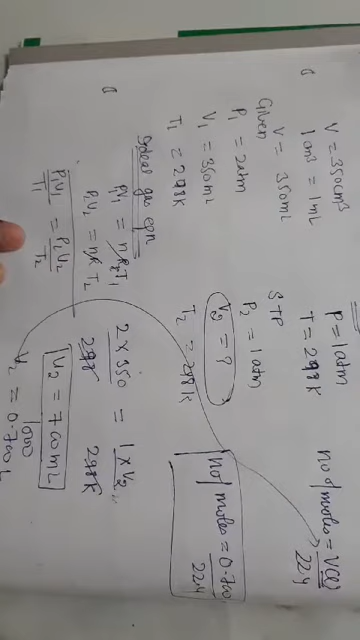 V = 350cm³
1cm³ = 1mL
V = 350mL
Given
P₁ = 2atm
V₁ = 350mL
T₁ = 298K
P = 1atm
T = 298K
STP
P₂ = 1atm
V₂ = ?
T₂ = 298K
no of moles = V(L)
22.4
Ideal gas eqn
P₁V₁ = nRT₁
P₂V₂ = nRT₂
P₁V₁ = P₂V₂
T₁ T₂
2 x 350 = 1 x V₂
298 298K
V₂ = 700mL
V₂ = 0.700L
1000
no of moles = 0.700
22.4